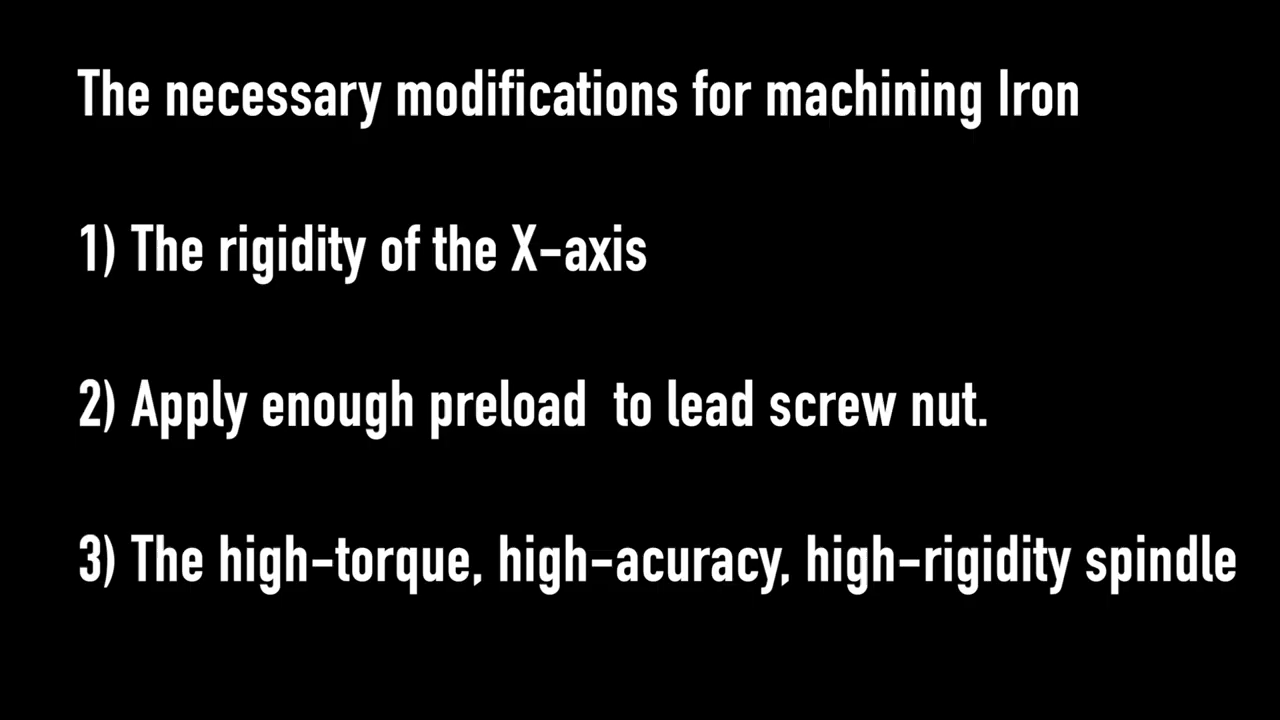 The necessary modifications for machining Iron
1) The rigidity of the X-axis
2) Apply enough preload  to lead screw nut.
3) The high-torque, high-acuracy, high-rigidity spindle